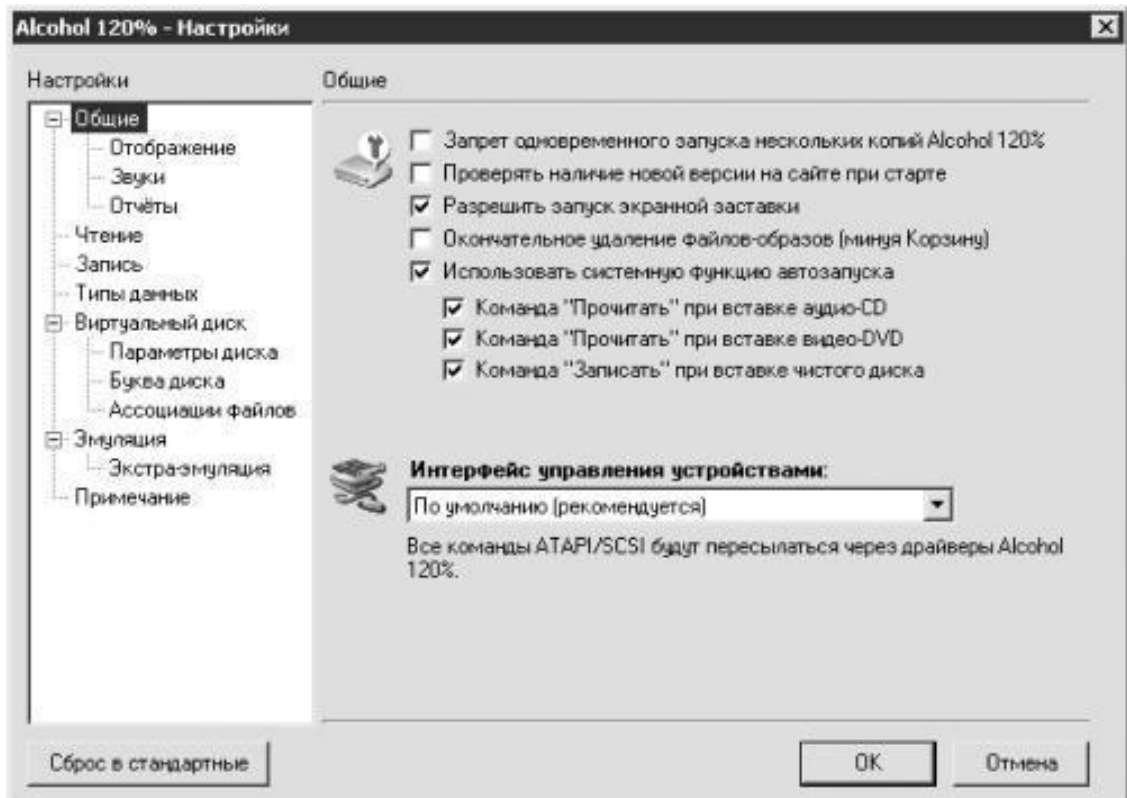 Alcohol 120% - Настройки
Настройки
Общие
Отображение
Звуки
Отчёты
Чтение
Запись
Типы данных
Виртуальный диск
Параметры диска
Буква диска
Ассоциации файлов
Эмуляция
Экстра-эмуляция
Примечание
Общие
Запрет одновременного запуска нескольких копий Alcohol 120%
Проверять наличие новой версии на сайте при старте
Разрешить запуск экранной заставки
Окончательное удаление файлов-образов (минуя Корзину)
Использовать системную функцию автозапуска
Команда "Прочитать" при вставке аудио-CD
Команда "Прочитать" при вставке видео-DVD
Команда "Записать" при вставке чистого диска
Интерфейс управления устройствами:
По умолчанию (рекомендуется)
Все команды ATAPI/SCSI будут пересылаться через драйверы Alcohol
120%.
Сброс в стандартные
OK
Отмена